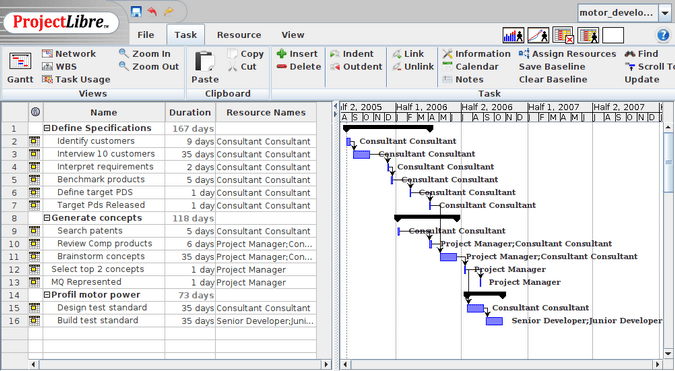 ProjectLibre™
motor_develo...
File Task Resource View
Network Zoom In Copy Insert Indent Link Information Assign Resources Find
WBS Zoom Out Cut Delete Outdent Unlink Calendar Save Baseline Scroll To
Gantt Task Usage Paste Notes Clear Baseline Update
Views Clipboard Task
Name Duration Resource Names
alf 2, 2005 Half 1, 2006 Half 2, 2006 Half 1, 2007 Half 2, 2007 H
A S O N D J F M A M J J A S O N D J F M A M J J A S O N D J
1 Define Specifications 167 days
2 Identify customers 9 days Consultant Consultant Consultant Consultant
3 Interview 10 customers 35 days Consultant Consultant Consultant Consultant
4 Interpret requirements 2 days Consultant Consultant Consultant Consultant
5 Benchmark products 5 days Consultant Consultant Consultant Consultant
6 Define target PDS 1 day Consultant Consultant Consultant Consultant
7 Target Pds Released 1 day Consultant Consultant Consultant Consultant
8 Generate concepts 118 days
9 Search patents 5 days Consultant Consultant Consultant Consultant
10 Review Comp products 6 days Project Manager;Con... Project Manager;Consultant Consultant
11 Brainstorm concepts 35 days Project Manager;Con... Project Manager;Consultant Consultant
12 Select top 2 concepts 1 day Project Manager Project Manager
13 MQ Represented 1 day Project Manager Project Manager
14 Profil motor power 73 days
15 Design test standard 35 days Consultant Consultant Consultant Consultant
16 Build test standard 35 days Senior Developer;Juni... Senior Developer;Junior Developer